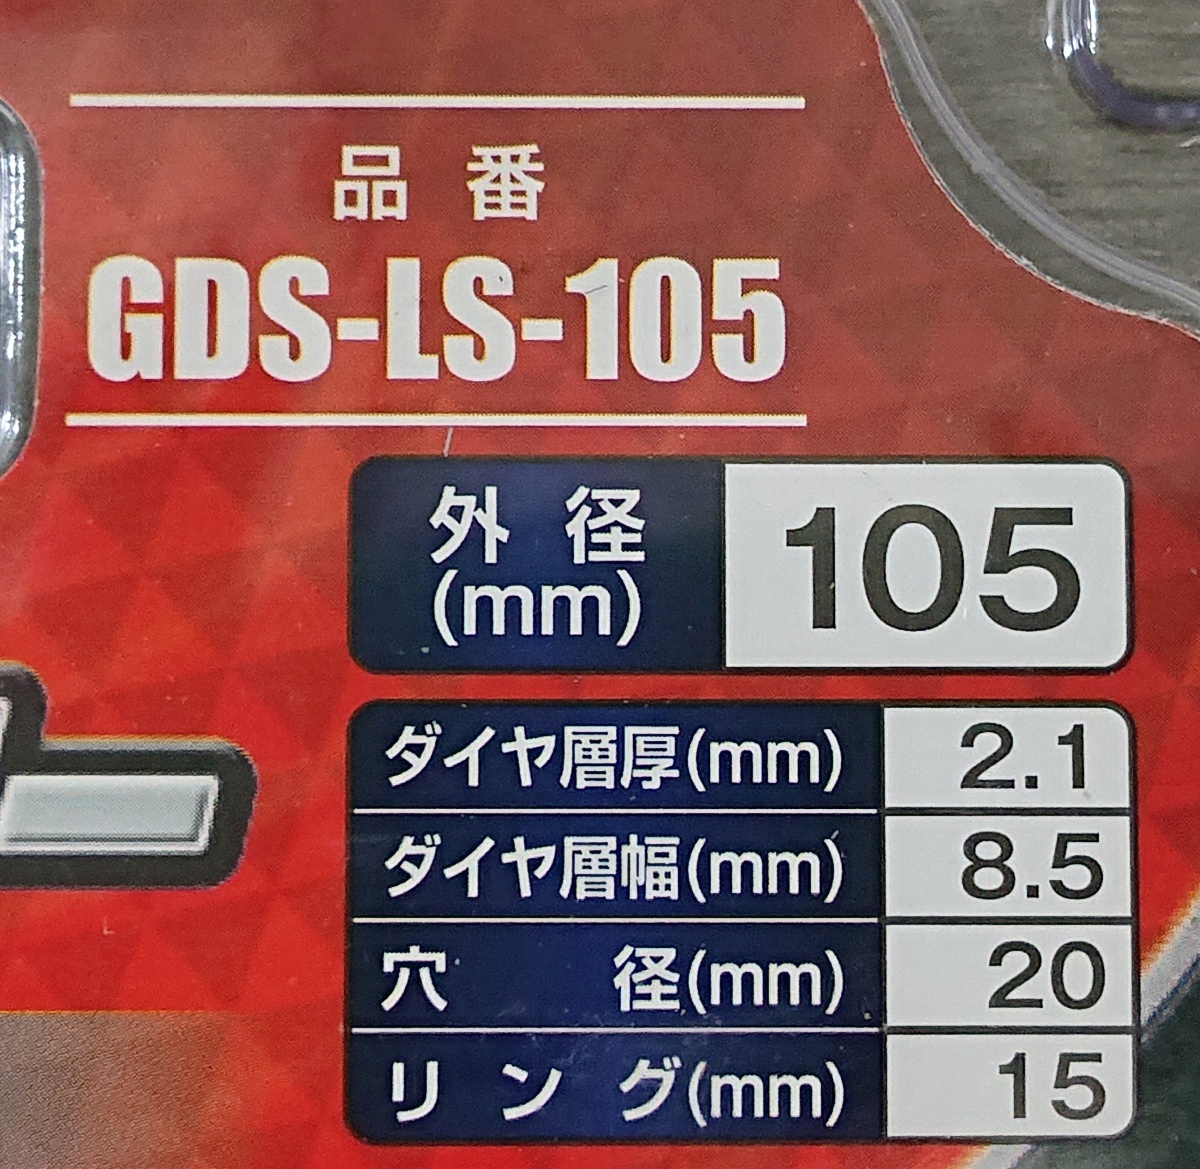 品番
GDS-LS-105
外径 105
(mm)
ダイヤ層厚(mm) 2.1
ダイヤ層幅(mm) 8.5
穴径(mm) 20
リング(mm) 15